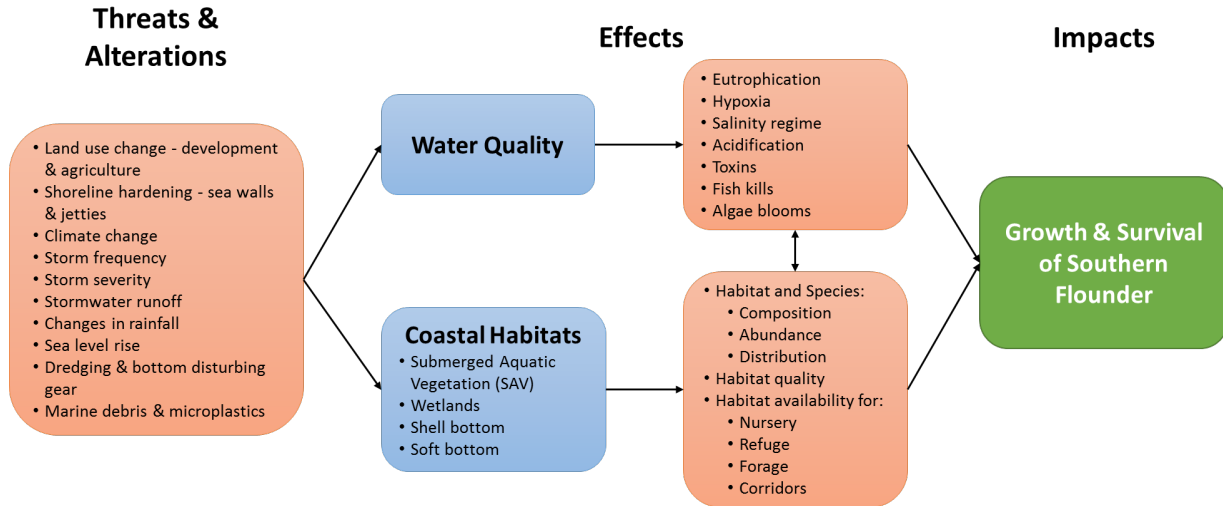 Threats &
Alterations
Effects
Impacts
• Land use change - development
& agriculture
• Shoreline hardening - sea walls
& jetties
• Climate change
• Storm frequency
• Storm severity
• Stormwater runoff
• Changes in rainfall
• Sea level rise
• Dredging & bottom disturbing
gear
• Marine debris & microplastics
Water Quality
Coastal Habitats
• Submerged Aquatic
Vegetation (SAV)
• Wetlands
• Shell bottom
• Soft bottom
• Eutrophication
• Hypoxia
• Salinity regime
• Acidification
• Toxins
• Fish kills
• Algae blooms
• Habitat and Species:
• Composition
• Abundance
• Distribution
• Habitat quality
• Habitat availability for:
• Nursery
• Refuge
• Forage
• Corridors
Growth & Survival
of Southern
Flounder